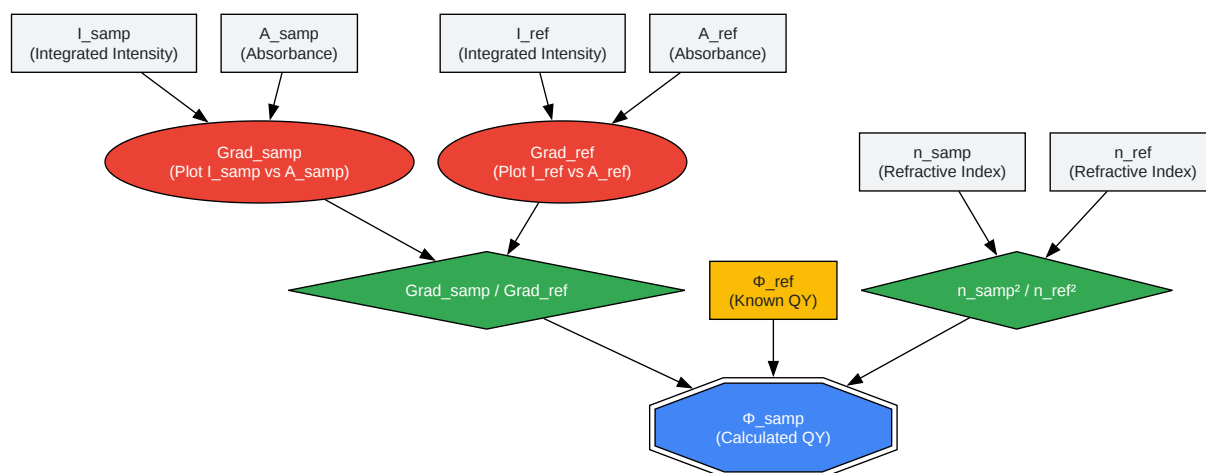 I_samp
(Integrated Intensity)
A_samp
(Absorbance)
I_ref
(Integrated Intensity)
A_ref
(Absorbance)
Grad_samp
(Plot I_samp vs A_samp)
Grad_ref
(Plot I_ref vs A_ref)
n_samp
(Refractive Index)
n_ref
(Refractive Index)
Grad_samp / Grad_ref
Φ_ref
(Known QY)
n_samp² / n_ref²
Φ_samp
(Calculated QY)